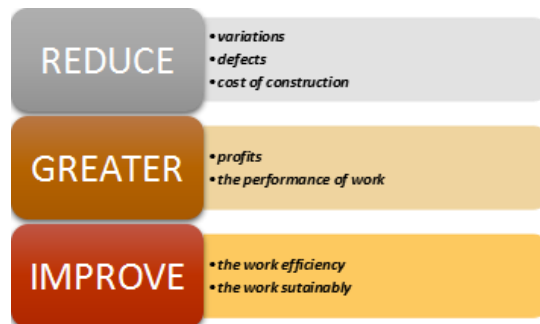 REDUCE
• variations
• defects
• cost of construction
GREATER
• profits
• the performance of work
IMPROVE
• the work efficiency
• the work sutainably